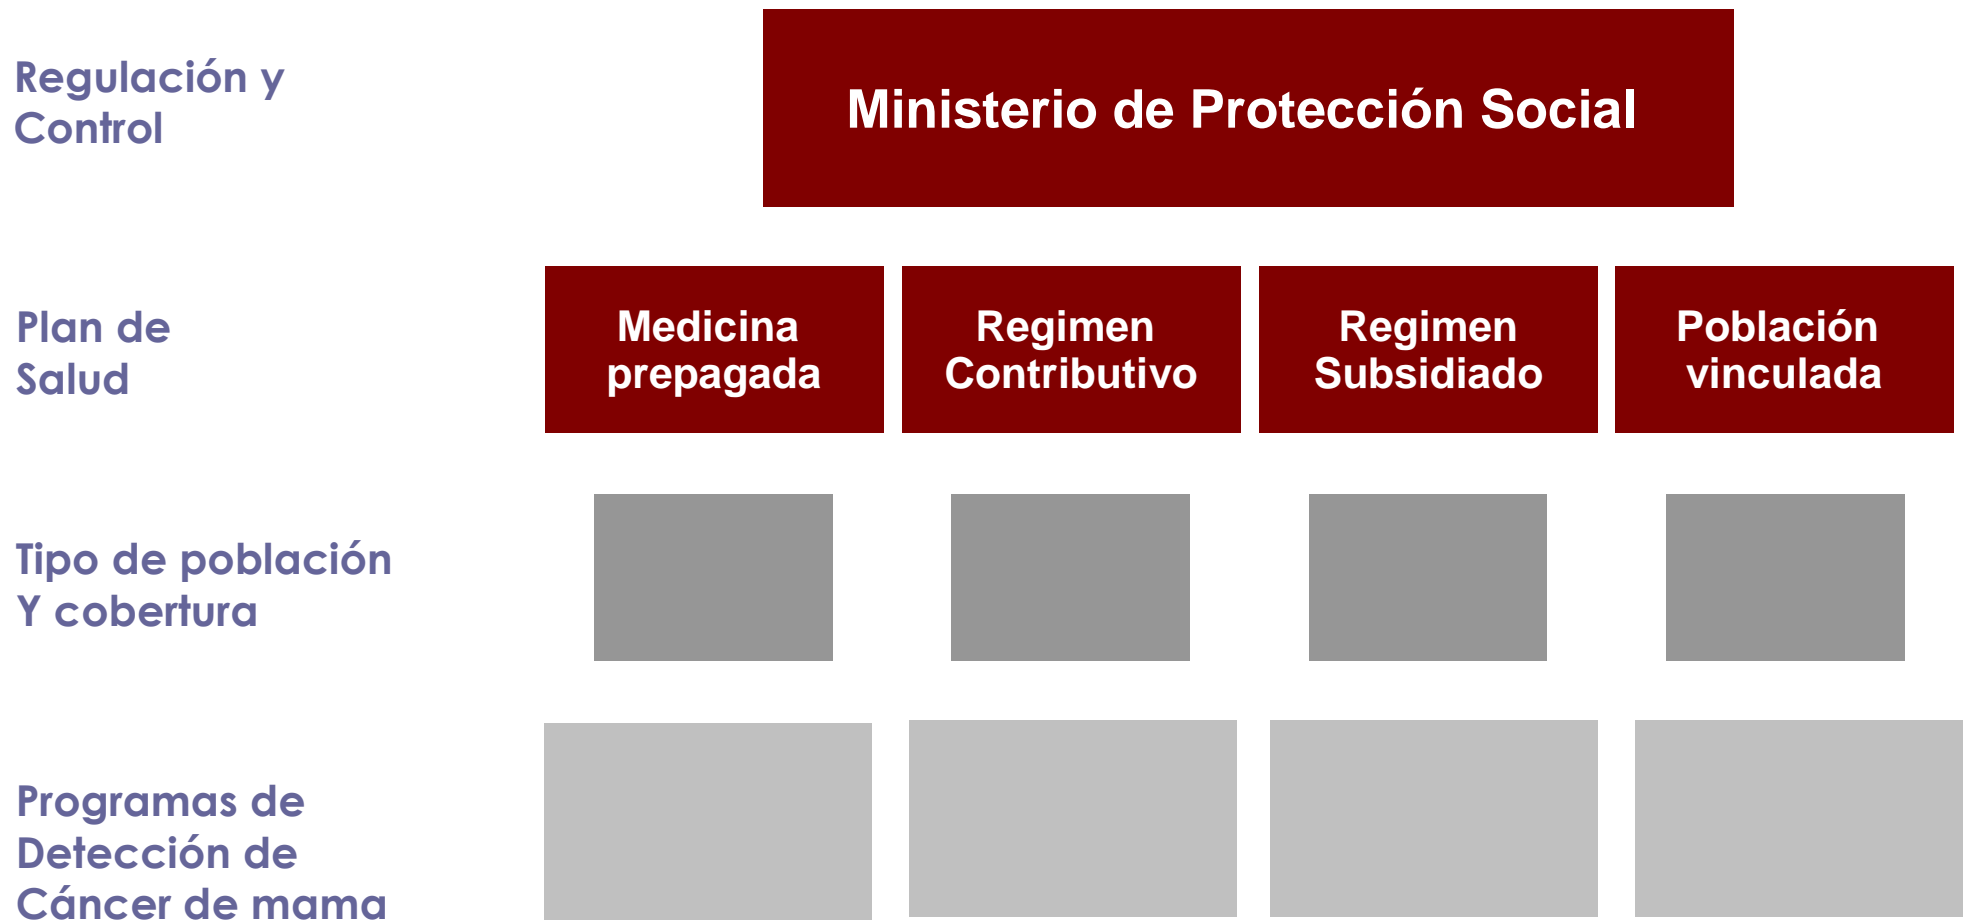 Regulación y
Control
Ministerio de Protección Social
Plan de
Salud
Medicina
prepagada
Regimen
Contributivo
Regimen
Subsidiado
Población
vinculada
Tipo de población
Y cobertura
Programas de
Detección de
Cáncer de mama